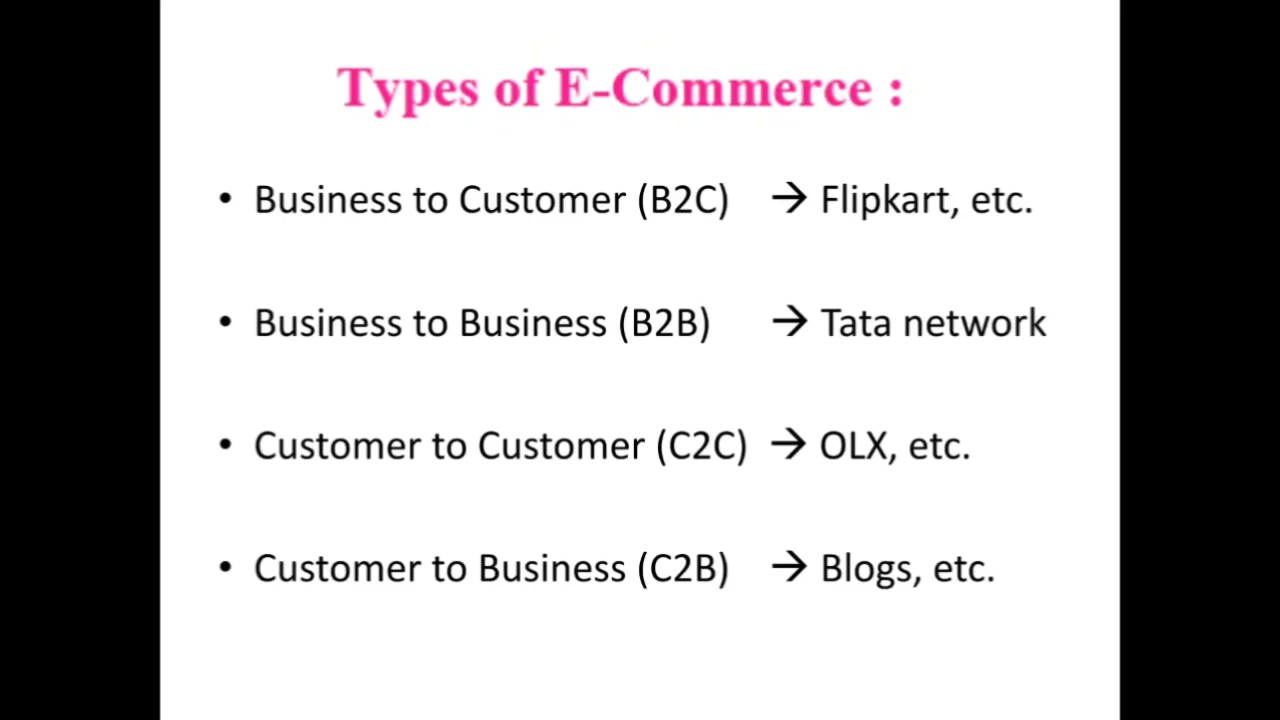 Types of E-Commerce :
• Business to Customer (B2C) → Flipkart, etc.
• Business to Business (B2B) → Tata network
• Customer to Customer (C2C) → OLX, etc.
• Customer to Business (C2B) → Blogs, etc.